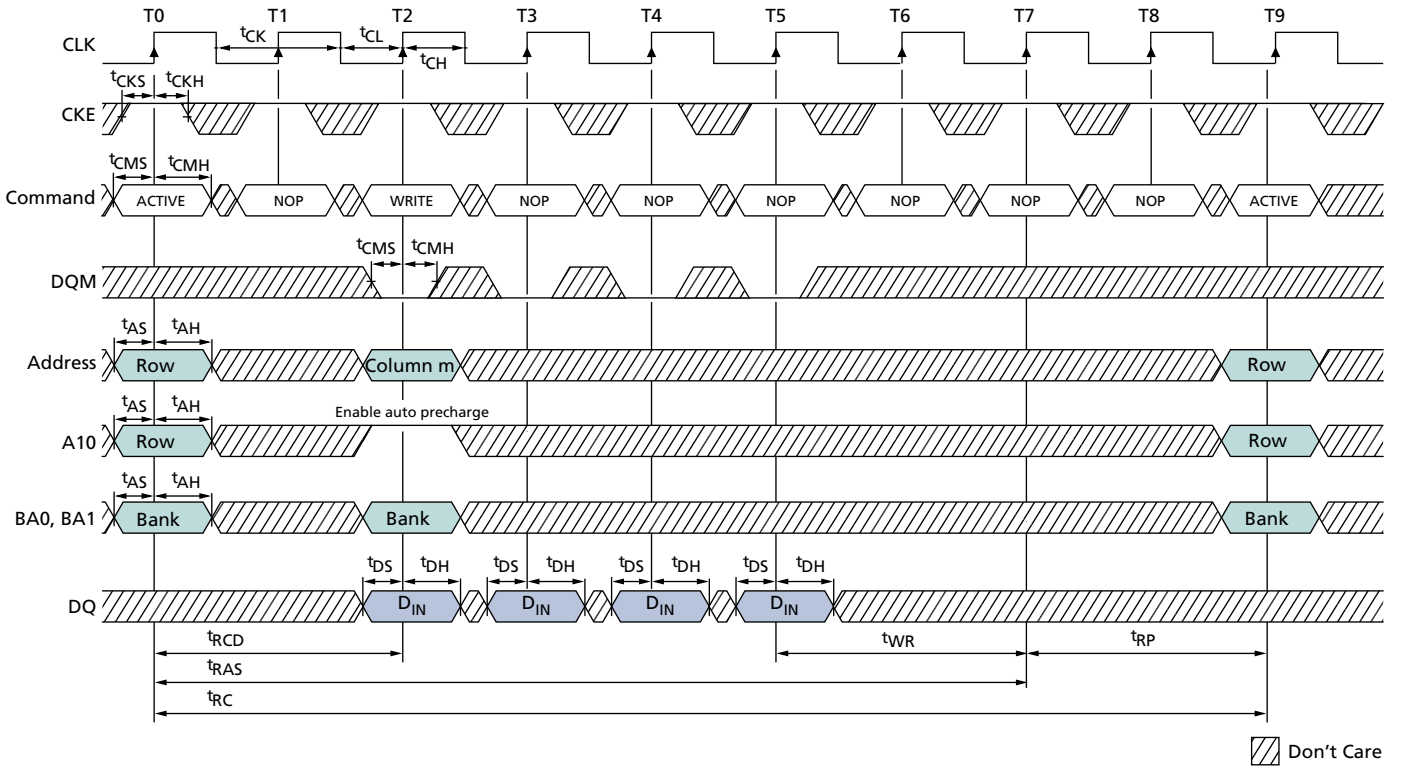 T0 T1 T2 T3 T4 T5 T6 T7 T8 T9
CLK tCK tCL tCH
tCKS tCKH
CKE
tCMS tCMH
Command ACTIVE NOP WRITE NOP NOP NOP NOP NOP NOP ACTIVE
tCMS tCMH
DQM
tAS tAH
Address Row Column m Row
tAS tAH Enable auto precharge
A10 Row Row
tAS tAH
BA0, BA1 Bank Bank Bank
tDS tDH tDS tDH tDS tDH tDS tDH
DQ DIN DIN DIN DIN
tRCD tWR tRP
tRAS
tRC
Don't Care